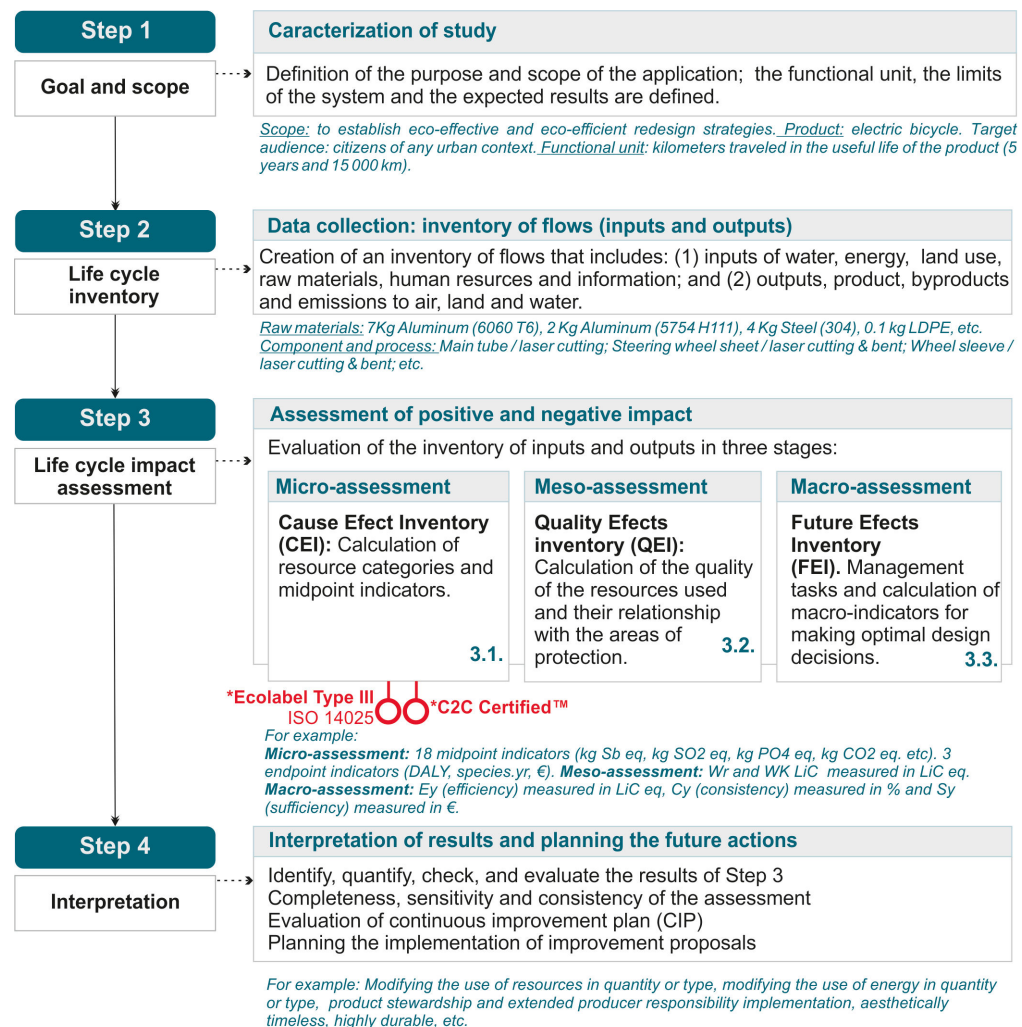 Step 1
Goal and scope
Characterization of study
Definition of the purpose and scope of the application; the functional unit, the limits
of the system and the expected results are defined.
Scope: to establish eco-effective and eco-efficient redesign strategies. Product: electric bicycle. Target
audience: citizens of any urban context. Functional unit: kilometers traveled in the useful life of the product (5
years and 15 000 km).
Step 2
Life cycle
inventory
Data collection: inventory of flows (inputs and outputs)
Creation of an inventory of flows that includes: (1) inputs of water, energy, land use,
raw materials, human resures and information; and (2) outputs, product, byproducts
and emissions to air, land and water.
Raw materials: 7Kg Aluminum (6060 T6), 2 Kg Aluminum (5754 H111), 4 Kg Steel (304), 0.1 kg LDPE, etc.
Component and process: Main tube / laser cutting; Steering wheel sheet / laser cutting & bent; Wheel sleeve /
laser cutting & bent; etc.
Step 3
Life cycle impact
assessment
Assessment of positive and negative impact
Evaluation of the inventory of inputs and outputs in three stages:
Micro-assessment
Cause Efect Inventory
(CEI): Calculation of
resource categories and
midpoint indicators.
3.1.
Meso-assessment
Quality Efects
inventory (QEI):
Calculation of the quality
of the resources used
and their relationship
with the areas of
protection.
3.2.
Macro-assessment
Future Efects
Inventory
(FEI). Management
tasks and calculation of
macro-indicators for
making optimal design
decisions.
3.3.
*Ecolabel Type III
ISO 14025
*C2C Certified™
For example:
Micro-assessment: 18 midpoint indicators (kg Sb eq, kg SO2 eq, kg PO4 eq, kg CO2 eq. etc). 3
endpoint indicators (DALY, species.yr, €). Meso-assessment: Wr and WK LiC measured in LiC eq.
Macro-assessment: Ey (efficiency) measured in LiC eq, Cy (consistency) measured in % and Sy
(sufficiency) measured in €.
Step 4
Interpretation
Interpretation of results and planning the future actions
Identify, quantify, check, and evaluate the results of Step 3
Completeness, sensitivity and consistency of the assessment
Evaluation of continuous improvement plan (CIP)
Planning the implementation of improvement proposals
For example: Modifying the use of resources in quantity or type, modifying the use of energy in quantity
or type, product stewardship and extended producer responsibility implementation, aesthetically
timeless, highly durable, etc.